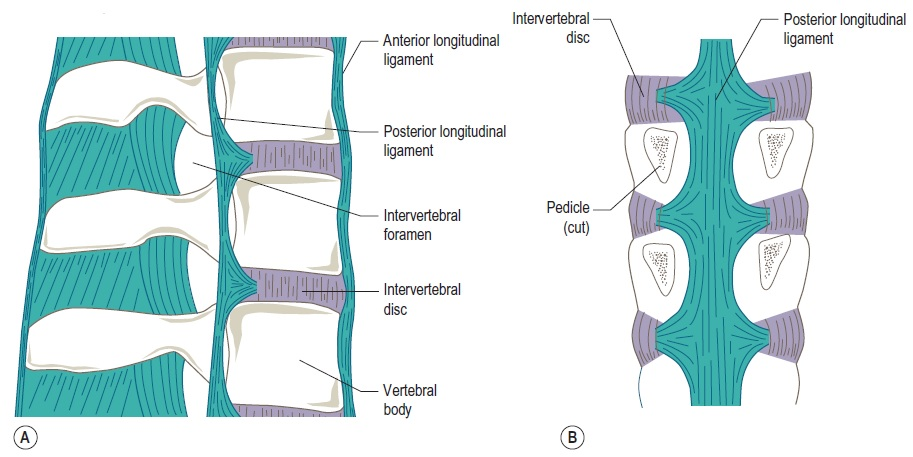 Anterior longitudinal
ligament
Posterior longitudinal
ligament
Intervertebral
foramen
Intervertebral
disc
Vertebral
body
A
Intervertebral
disc
Posterior longitudinal
ligament
Pedicle
(cut)
B